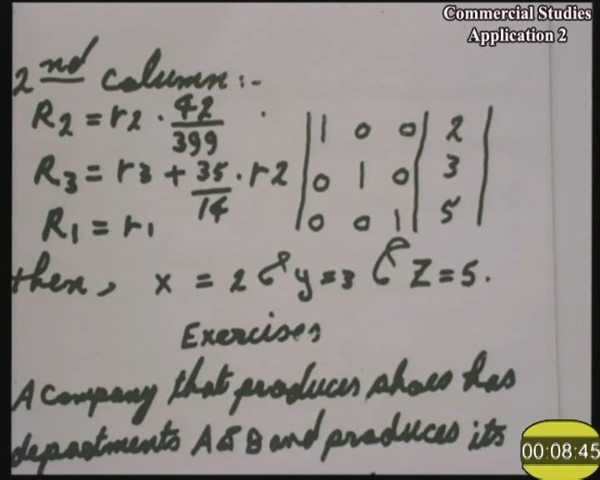 Commercial Studies
Application 2
2nd column:-
R2 = r2 . 42/399
R3 = r3 + 35/14 . r2
R1 = r1
| 1 0 0 | 2 |
| 0 1 0 | 3 |
| 0 0 1 | 5 |
then, x = 2 & y = 3 & Z = 5.
Exercises
A company that produces shoes has
departments A & B and produces its
00:08:45